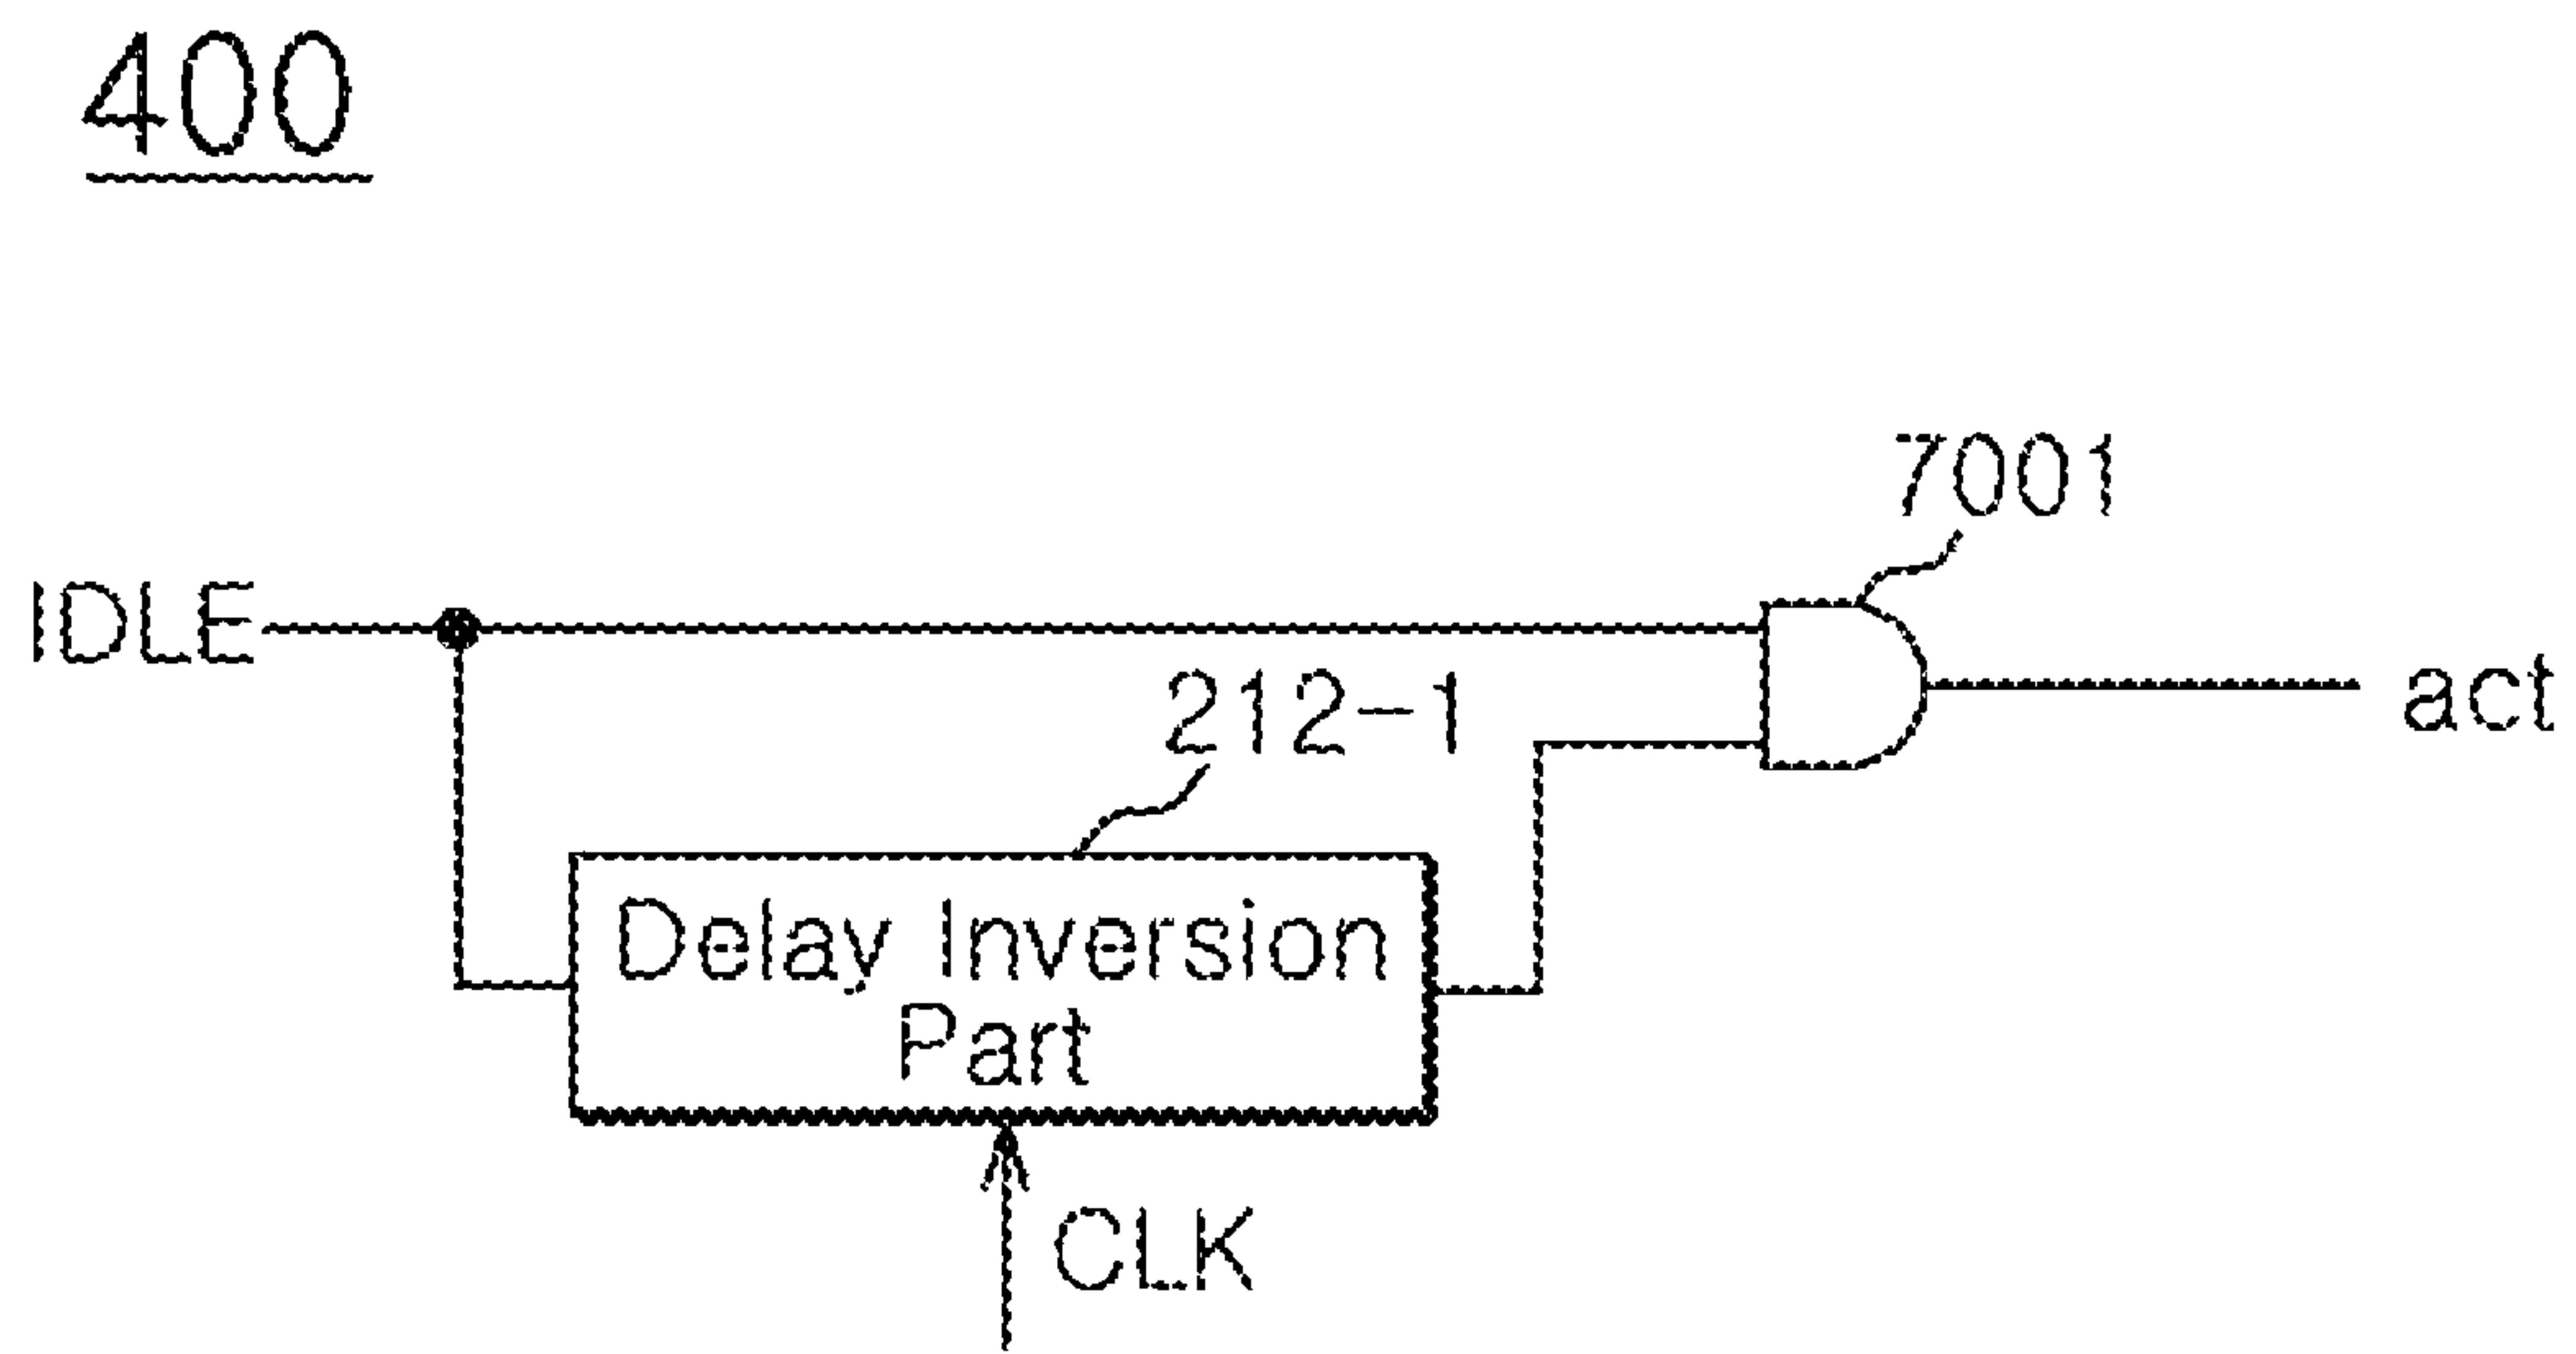 400
7001
IDLE
212-1
act
Delay Inversion
Part
CLK